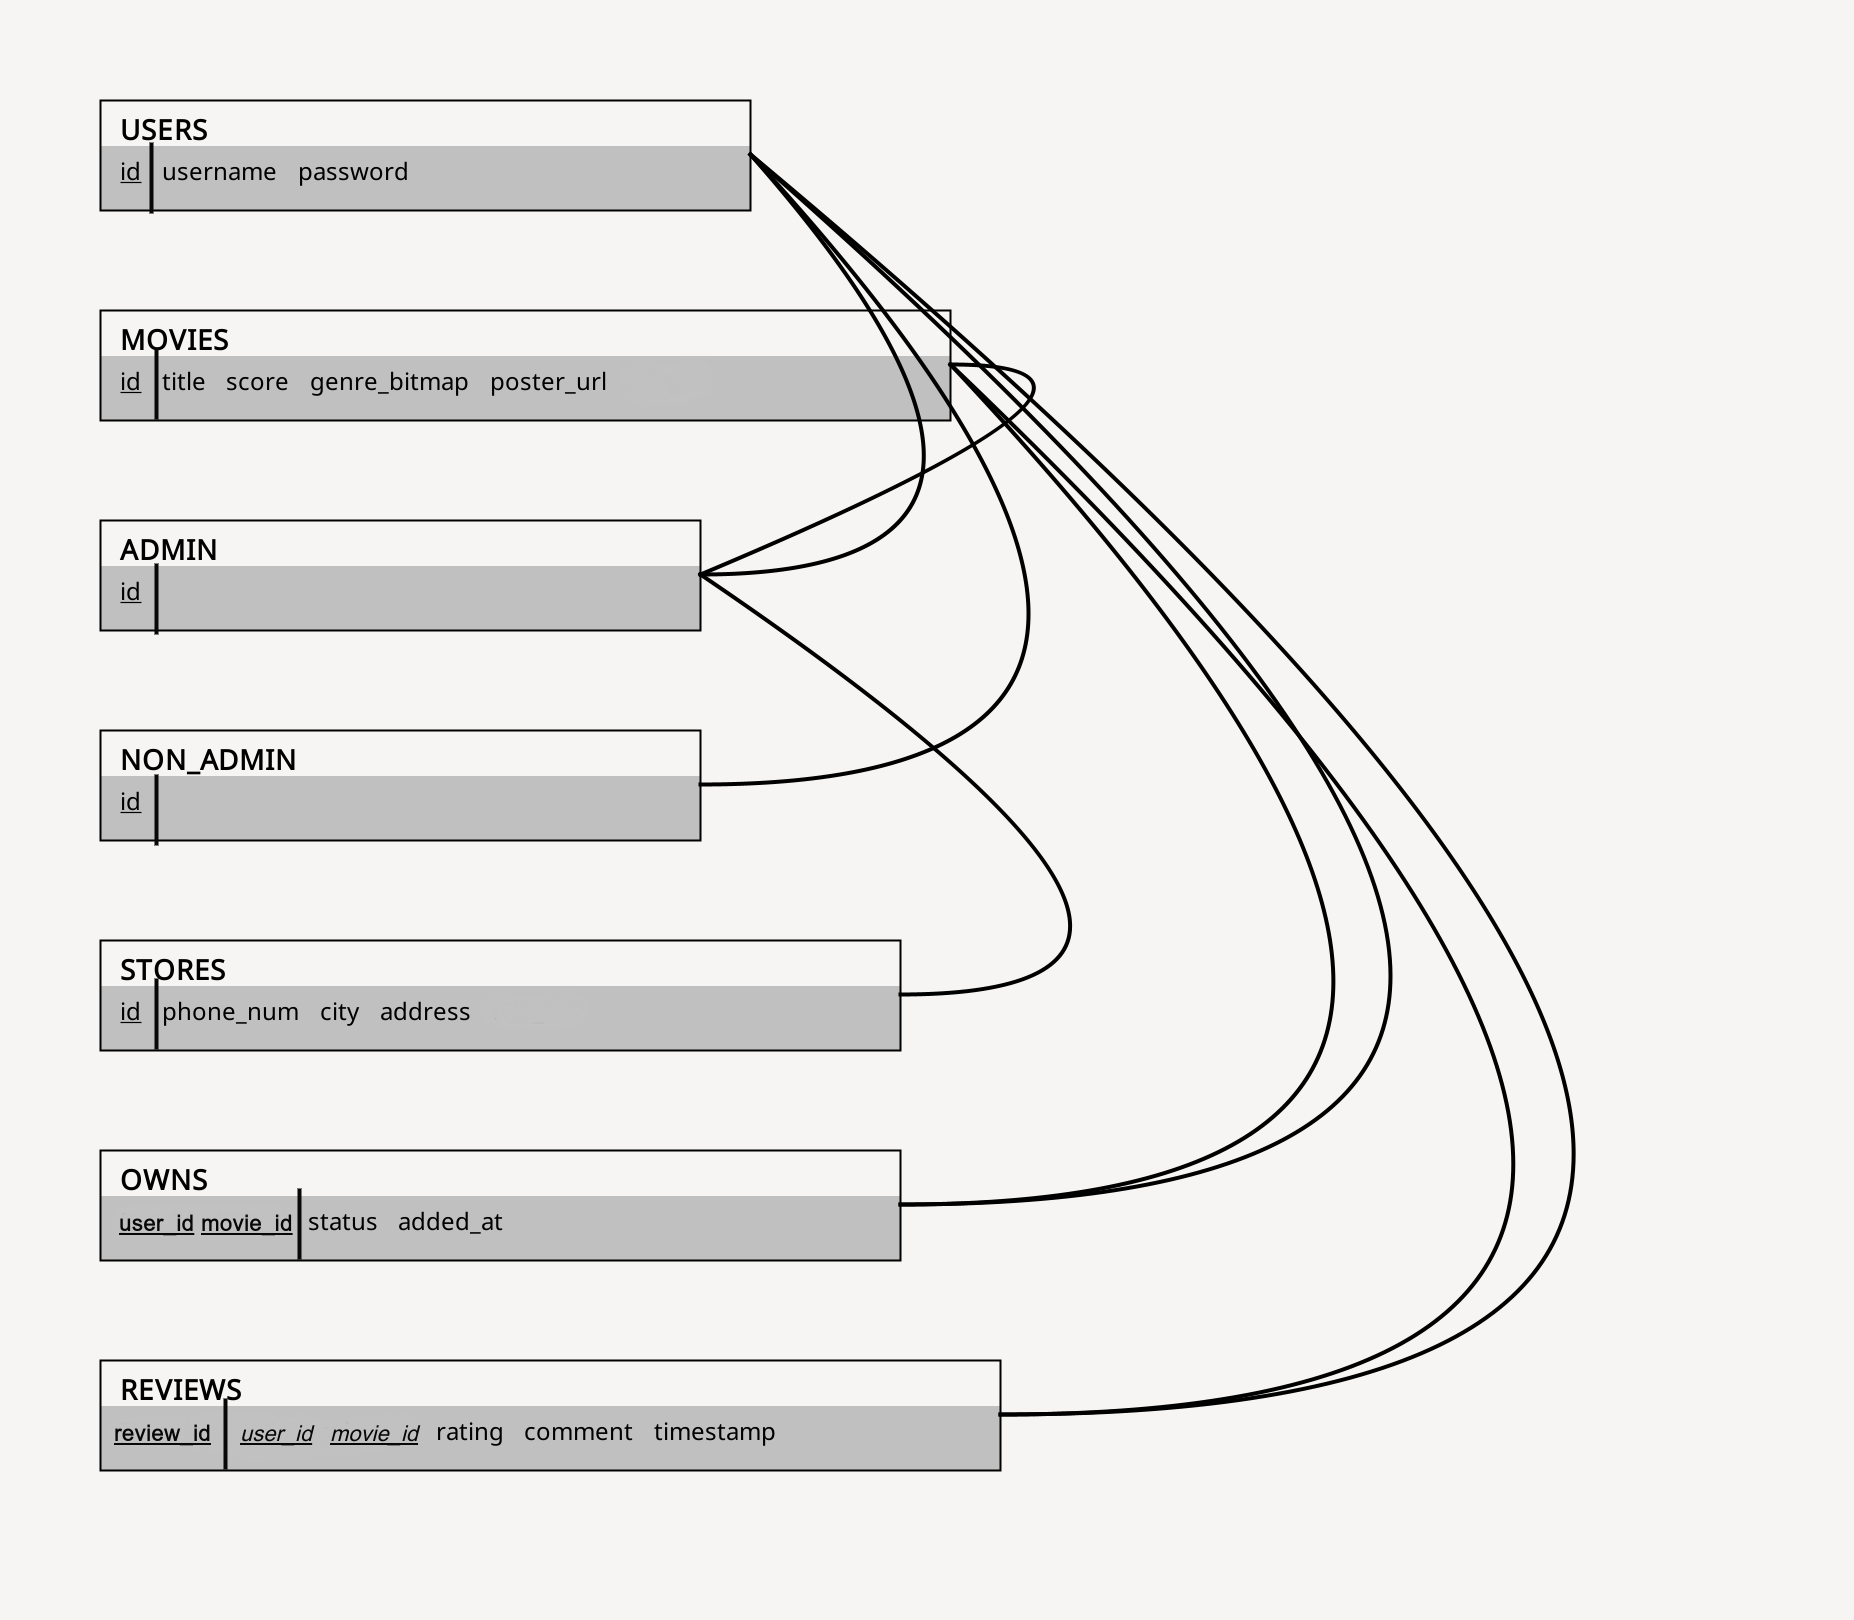 USERS
id username password
MOVIES
id title score genre_bitmap poster_url
ADMIN
id
NON_ADMIN
id
STORES
id phone_num city address
OWNS
user_id movie_id status added_at
REVIEWS
review_id user_id movie_id rating comment timestamp